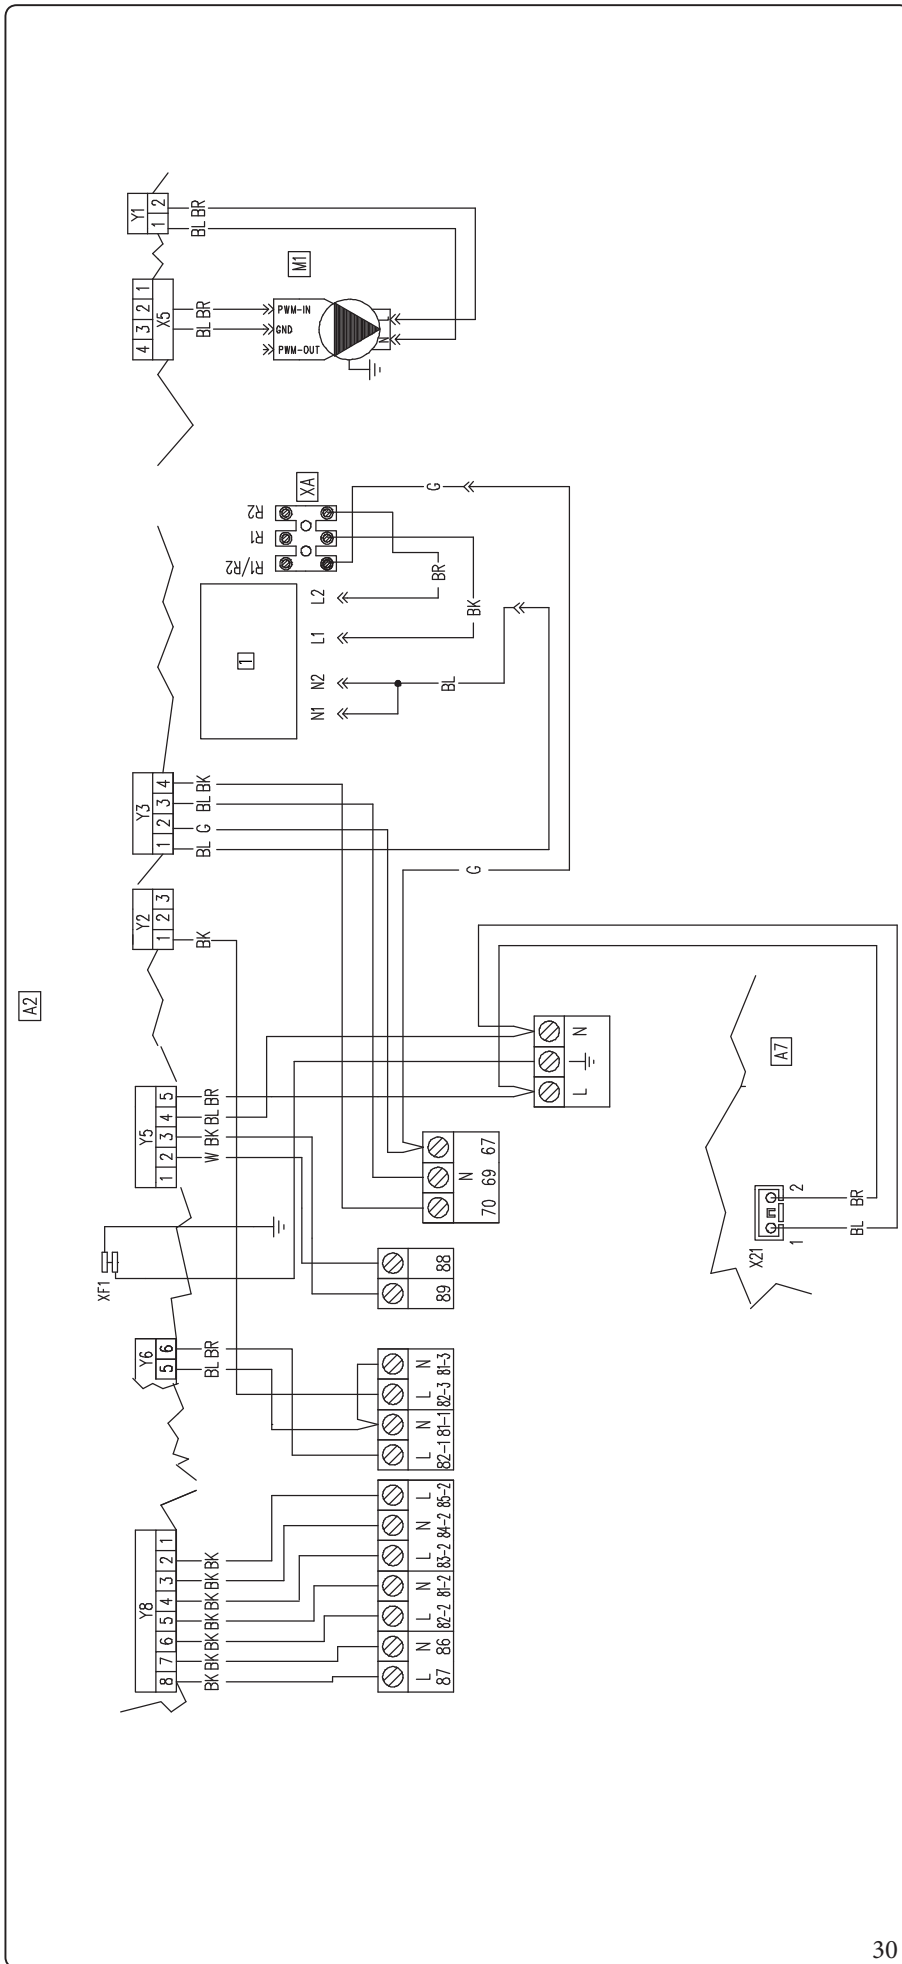 Y1
1 2
BL BR
M1
X5
4 3 2 1
BL BR
PWM-IN
GND
PWM-OUT
L
N
XA
R2
R1
R1/R2
G
BR
BK
L2
L1
N2
N1
BL
1
Y3
1 2 3 4
BL G BL BK
G
Y2
1 2 3
BK
A2
Y5
1 2 3 4 5
W BK BL BR
L N
A7
X21
1 2
BL BR
XF1
N
70 69 67
89 88
Y6
5 6
BL BR
L N L N
82-1 81-1 82-3 81-3
Y8
8 7 6 5 4 3 2 1
BK BK BK BK BK BK BK
L N L N L N L
87 86 82-2 81-2 83-2 84-2 85-2
30